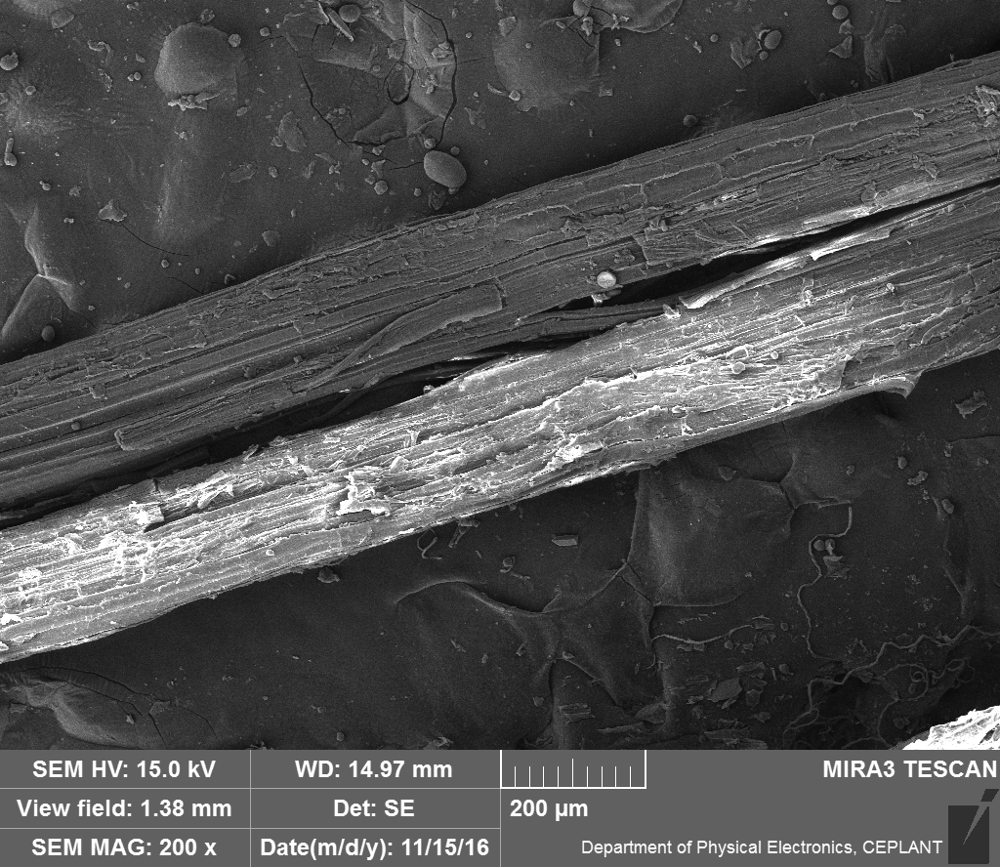 SEM HV: 15.0 kV
WD: 14.97 mm
MIRA3 TESCAN
View field: 1.38 mm
Det: SE
200 µm
SEM MAG: 200 x
Date(m/d/y): 11/15/16
Department of Physical Electronics, CEPLANT